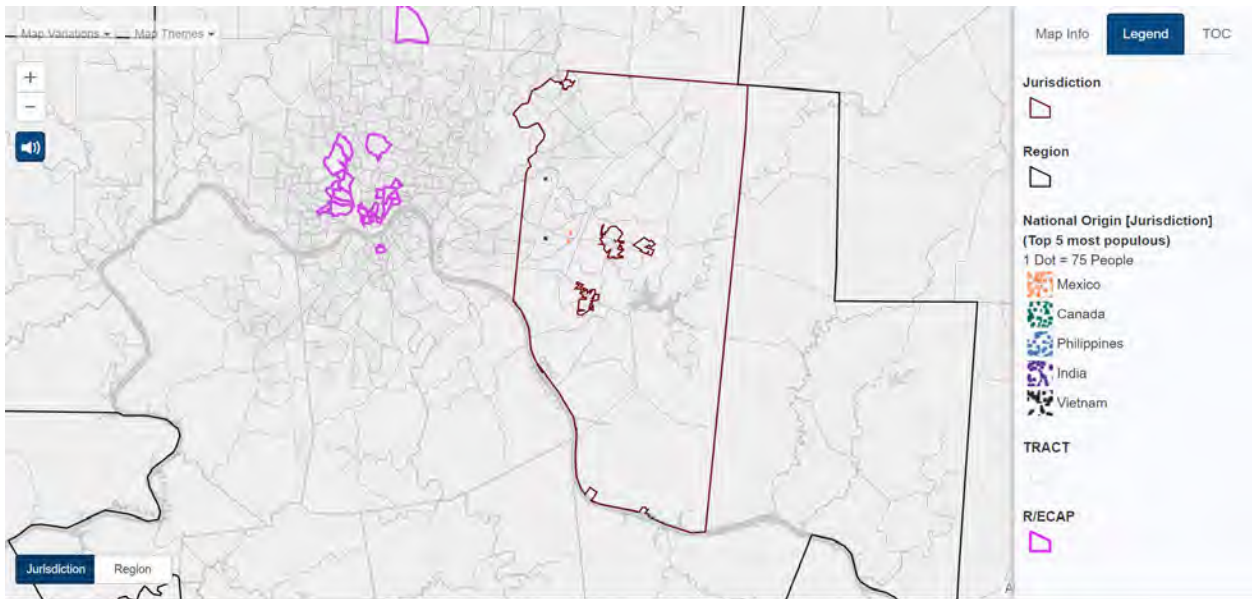 Map Variations Map Themes
+
−
Map Info Legend TOC
Jurisdiction
Region
National Origin [Jurisdiction]
(Top 5 most populous)
1 Dot = 75 People
Mexico
Canada
Philippines
India
Vietnam
TRACT
R/ECAP
Jurisdiction Region
A